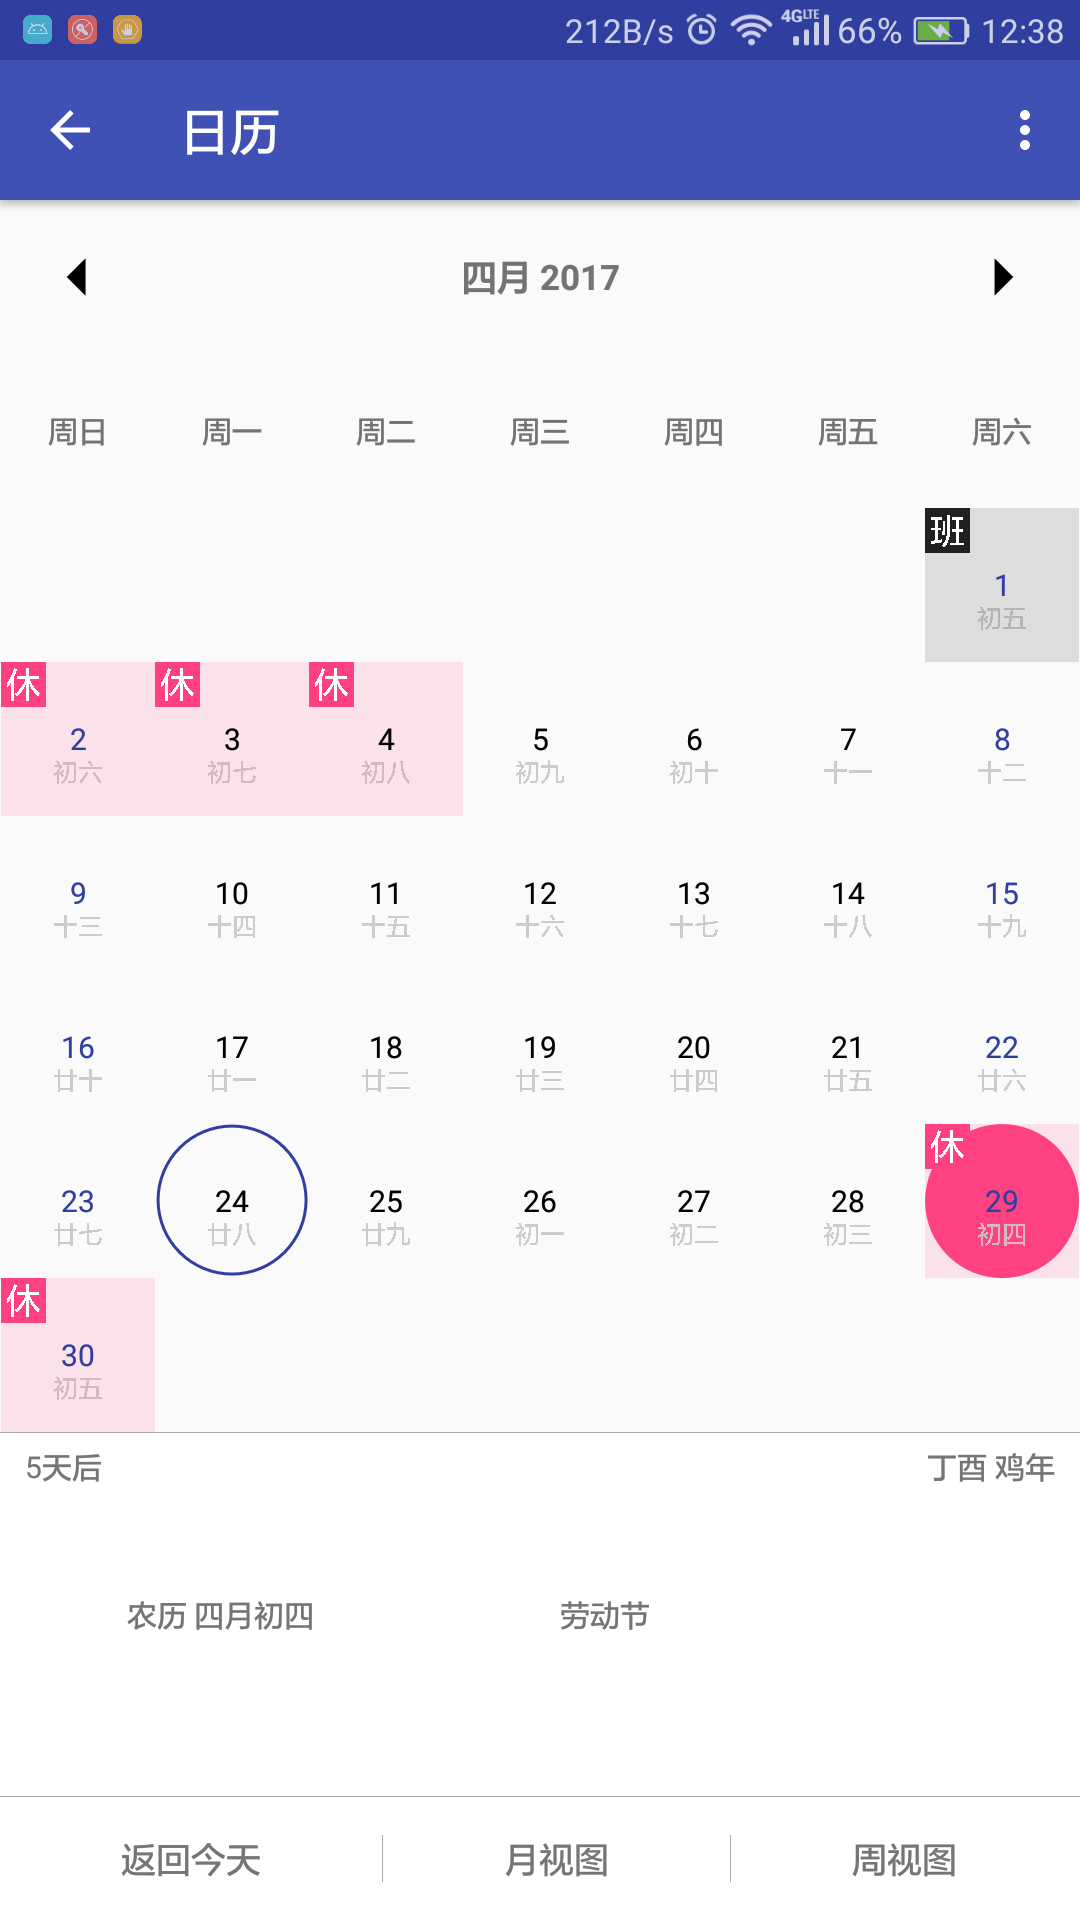 212B/s 4G LTE 66% 12:38
日历
四月 2017
周日 周一 周二 周三 周四 周五 周六
班
1
初五
休 休 休
2 3 4 5 6 7 8
初六 初七 初八 初九 初十 十一 十二
9 10 11 12 13 14 15
十三 十四 十五 十六 十七 十八 十九
16 17 18 19 20 21 22
廿十 廿一 廿二 廿三 廿四 廿五 廿六
休
23 24 25 26 27 28 29
廿七 廿八 廿九 初一 初二 初三 初四
休
30
初五
5天后 丁酉 鸡年
农历 四月初四 劳动节
返回今天 月视图 周视图